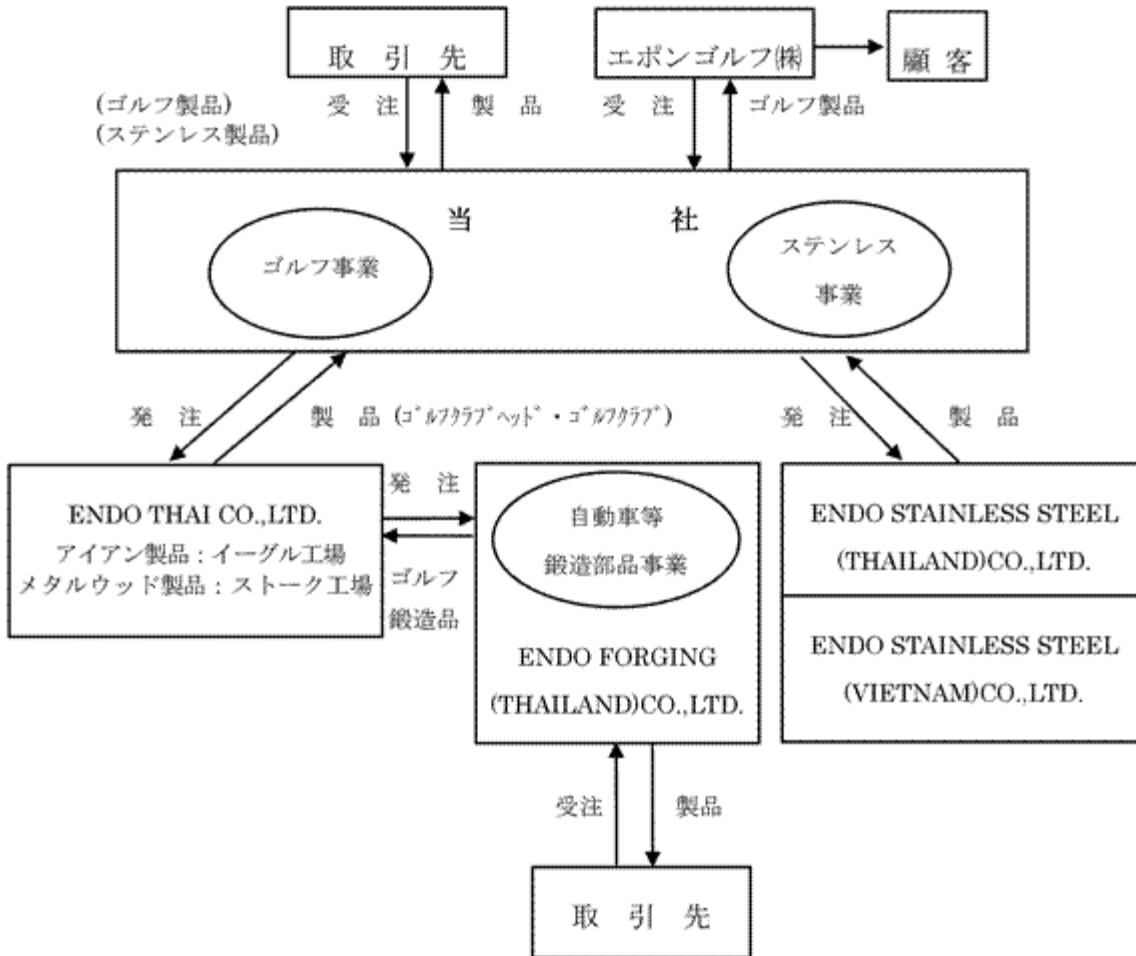 取引先
エポンゴルフ㈱
顧客
(ゴルフ製品)
(ステンレス製品)
受注
製品
受注
ゴルフ製品
当社
ゴルフ事業
ステンレス
事業
発注
製品 (ｺﾞﾙﾌｸﾗﾌﾞﾍｯﾄﾞ・ｺﾞﾙﾌｸﾗﾌﾞ)
発注
製品
ENDO THAI CO.,LTD.
アイアン製品：イーグル工場
メタルウッド製品：ストーク工場
発注
ゴルフ
鍛造品
自動車等
鍛造部品事業
ENDO FORGING
(THAILAND)CO.,LTD.
ENDO STAINLESS STEEL
(THAILAND)CO.,LTD.
ENDO STAINLESS STEEL
(VIETNAM)CO.,LTD.
受注
製品
取引先